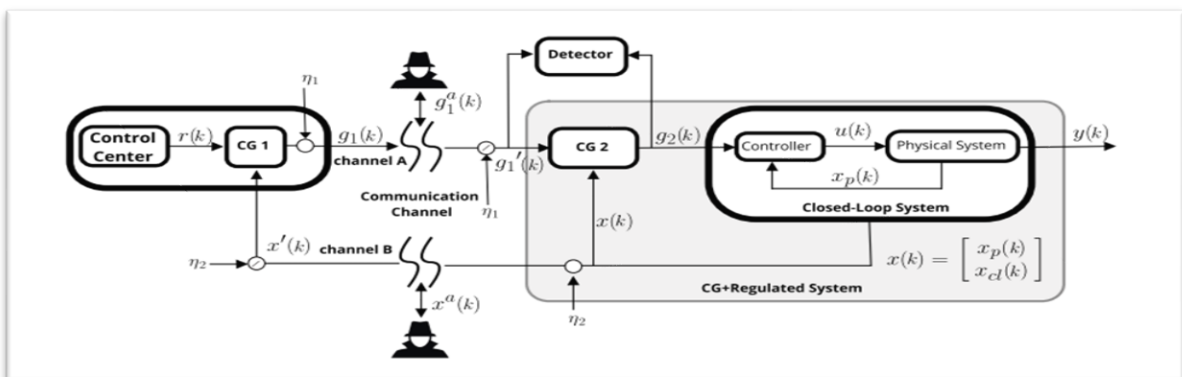 Detector
η₁
g₁ᵃ(k)
Control
Center
r(k)
CG 1
g₁(k)
channel A
g₁′(k)
CG 2
g₂(k)
Controller
u(k)
Physical System
y(k)
xₚ(k)
Communication
Channel
η₁
Closed-Loop System
x(k)
x′(k)
channel B
η₂
x(k) = [ xₚ(k)
x_cl(k) ]
CG+Regulated System
xᵃ(k)
η₂